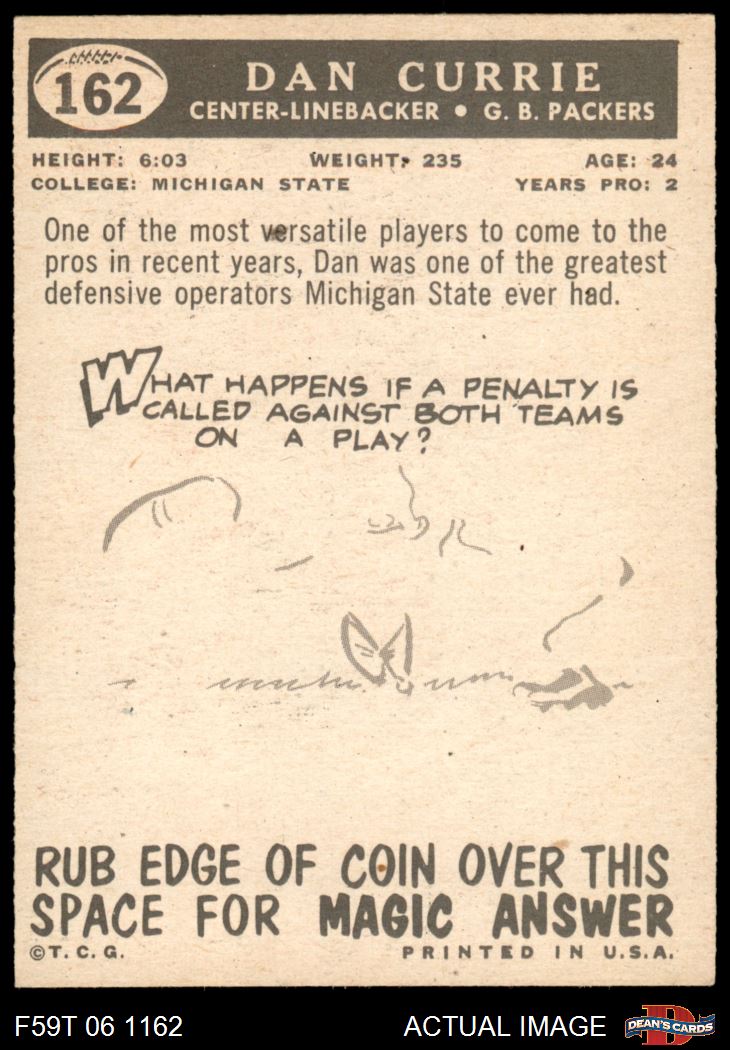 162
DAN CURRIE
CENTER-LINEBACKER • G. B. PACKERS
HEIGHT: 6:03 WEIGHT: 235 AGE: 24
COLLEGE: MICHIGAN STATE YEARS PRO: 2
One of the most versatile players to come to the
pros in recent years, Dan was one of the greatest
defensive operators Michigan State ever had.
WHAT HAPPENS IF A PENALTY IS
CALLED AGAINST BOTH TEAMS
ON A PLAY?
RUB EDGE OF COIN OVER THIS
SPACE FOR MAGIC ANSWER
©T. C. G. PRINTED IN U.S.A.
F59T 06 1162 ACTUAL IMAGE D DEAN'S CARDS